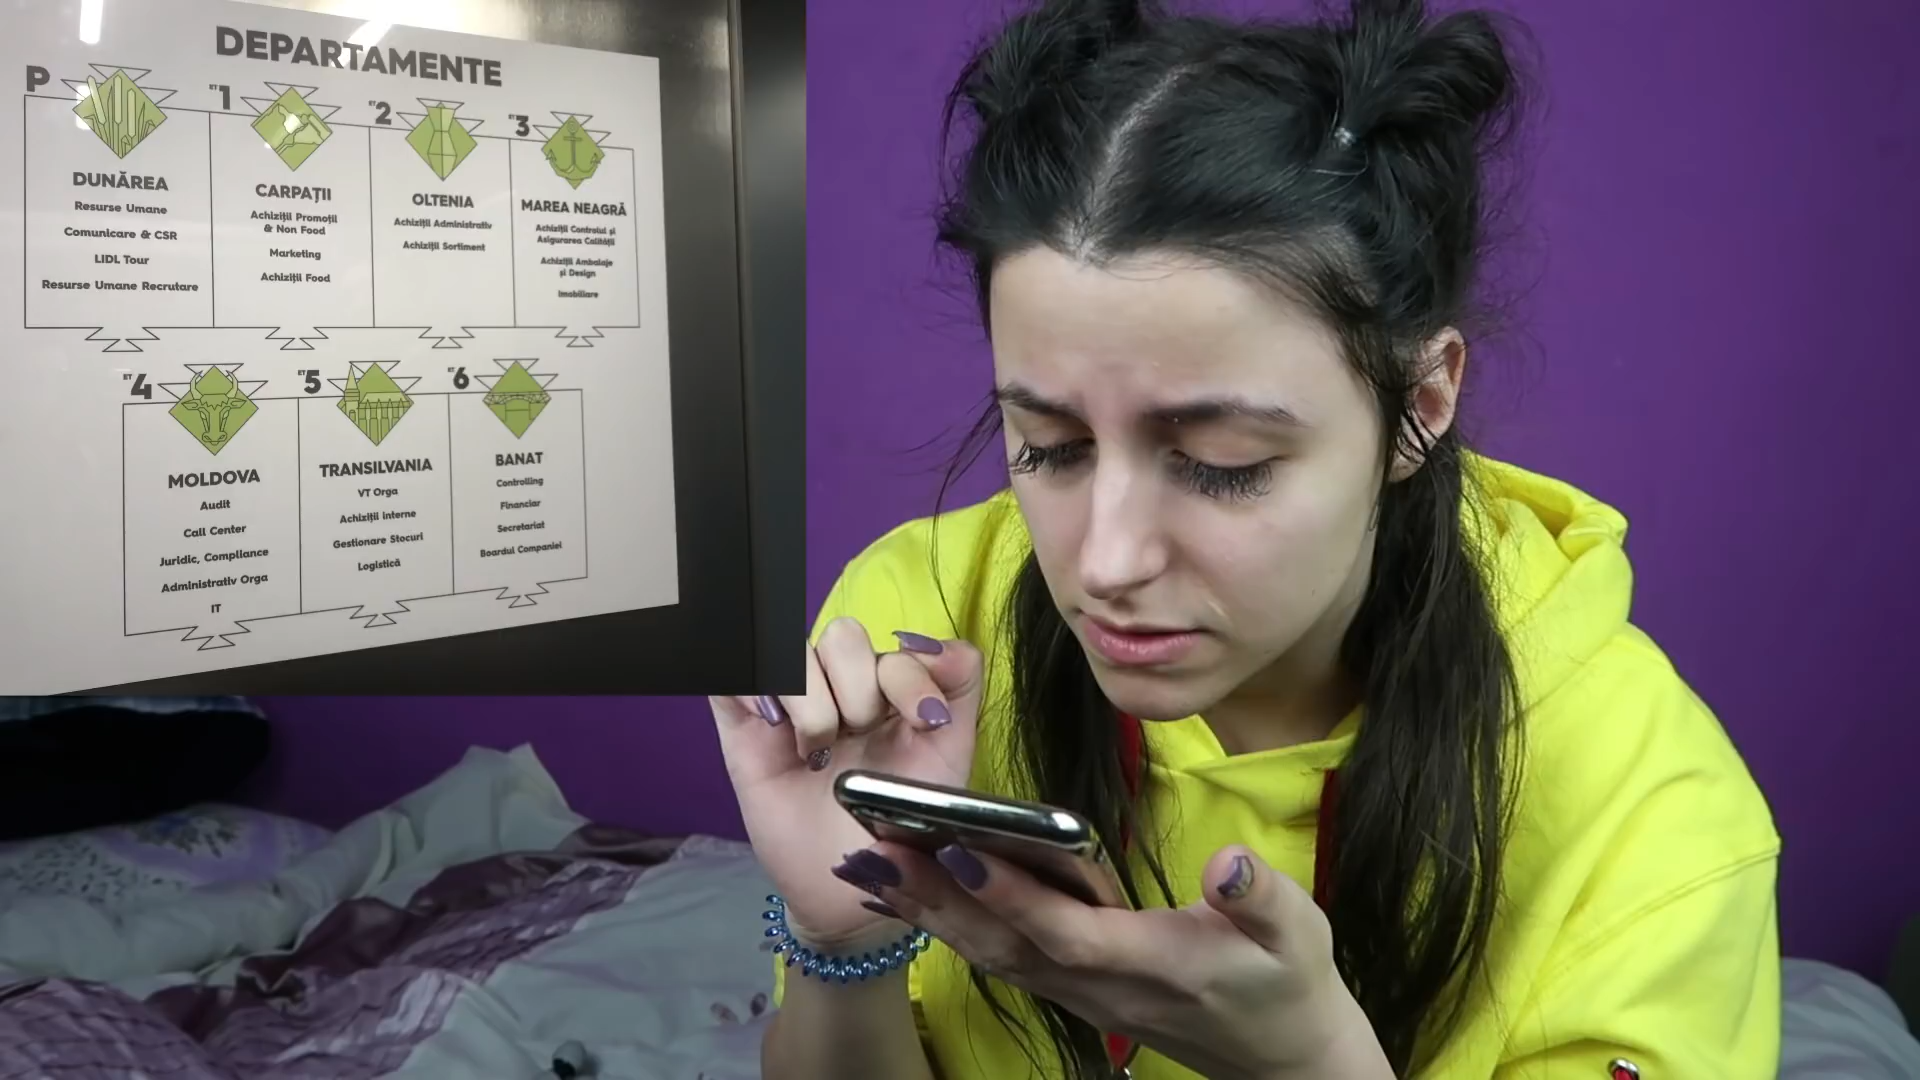 DEPARTAMENTE
P
DUNĂREA
Resurse Umane
Comunicare & CSR
LIDL Tour
Resurse Umane Recrutare
ET 1
CARPAȚII
Achiziții Promoții
& Non Food
Marketing
Achiziții Food
ET 2
OLTENIA
Achiziții Administrativ
Achiziții Sortiment
ET 3
MAREA NEAGRĂ
Achiziții Controlul și
Asigurarea Calității
Achiziții Ambalaje
și Design
Imobiliare
ET 4
MOLDOVA
Audit
Call Center
Juridic, Compliance
Administrativ Orga
IT
ET 5
TRANSILVANIA
VT Orga
Achiziții interne
Gestionare Stocuri
Logistică
ET 6
BANAT
Controlling
Financiar
Secretariat
Boardul Companiei